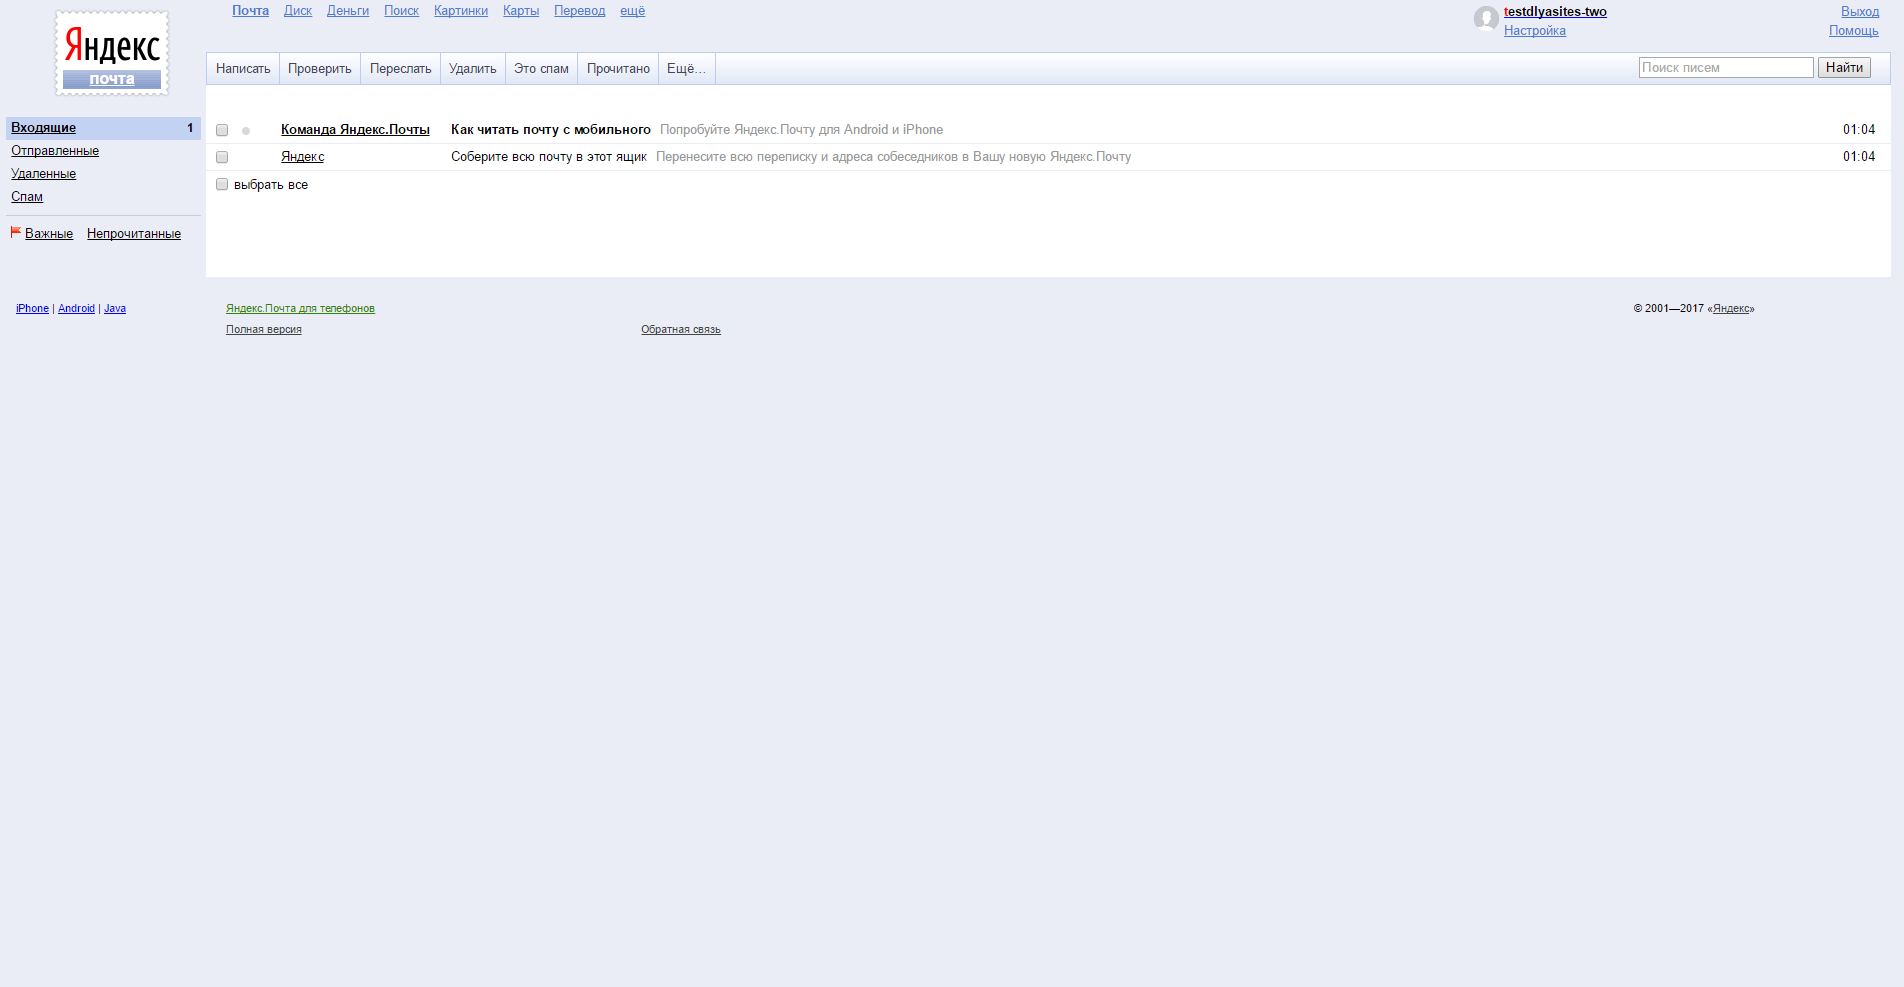 Почта Диск Деньги Поиск Картинки Карты Перевод ещё
testdlyasites-two Выход
Настройка Помощь
Яндекс
почта
Написать Проверить Переслать Удалить Это спам Прочитано Ещё... Поиск писем Найти
Входящие 1
Отправленные
Удаленные
Спам
Важные Непрочитанные
Команда Яндекс.Почты Как читать почту с мобильного Попробуйте Яндекс.Почту для Android и iPhone 01:04
Яндекс Соберите всю почту в этот ящик Перенесите всю переписку и адреса собеседников в Вашу новую Яндекс.Почту 01:04
выбрать все
iPhone | Android | Java Яндекс.Почта для телефонов © 2001—2017 «Яндекс»
Полная версия Обратная связь